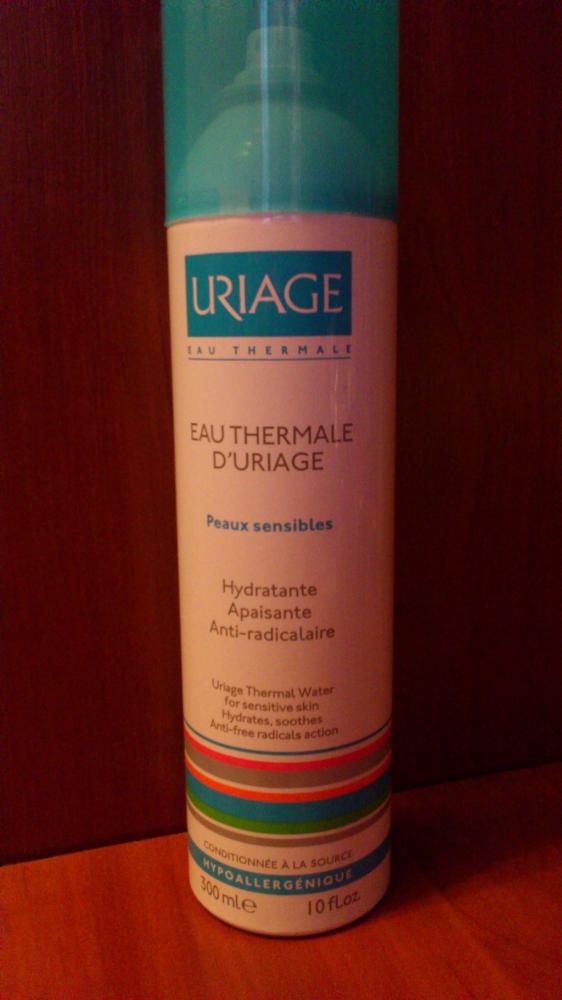 URIAGE
EAU THERMALE
EAU THERMALE
D'URIAGE
Peaux sensibles
Hydratante
Apaisante
Anti-radicalaire
Uriage Thermal Water
for sensitive skin
Hydrates, soothes
Anti-free radicals action
CONDITIONNÉE À LA SOURCE
HYPOALLERGÉNIQUE
300 ml℮ 10 fl.oz.